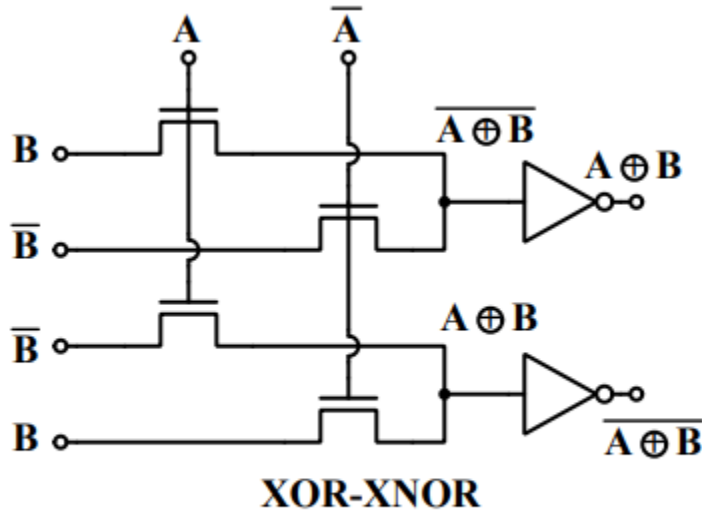 A A̅
B
A̅ ̅⊕̅ ̅B̅ A ⊕ B
B̅
B̅ A ⊕ B
B
A̅ ̅⊕̅ ̅B̅
XOR-XNOR